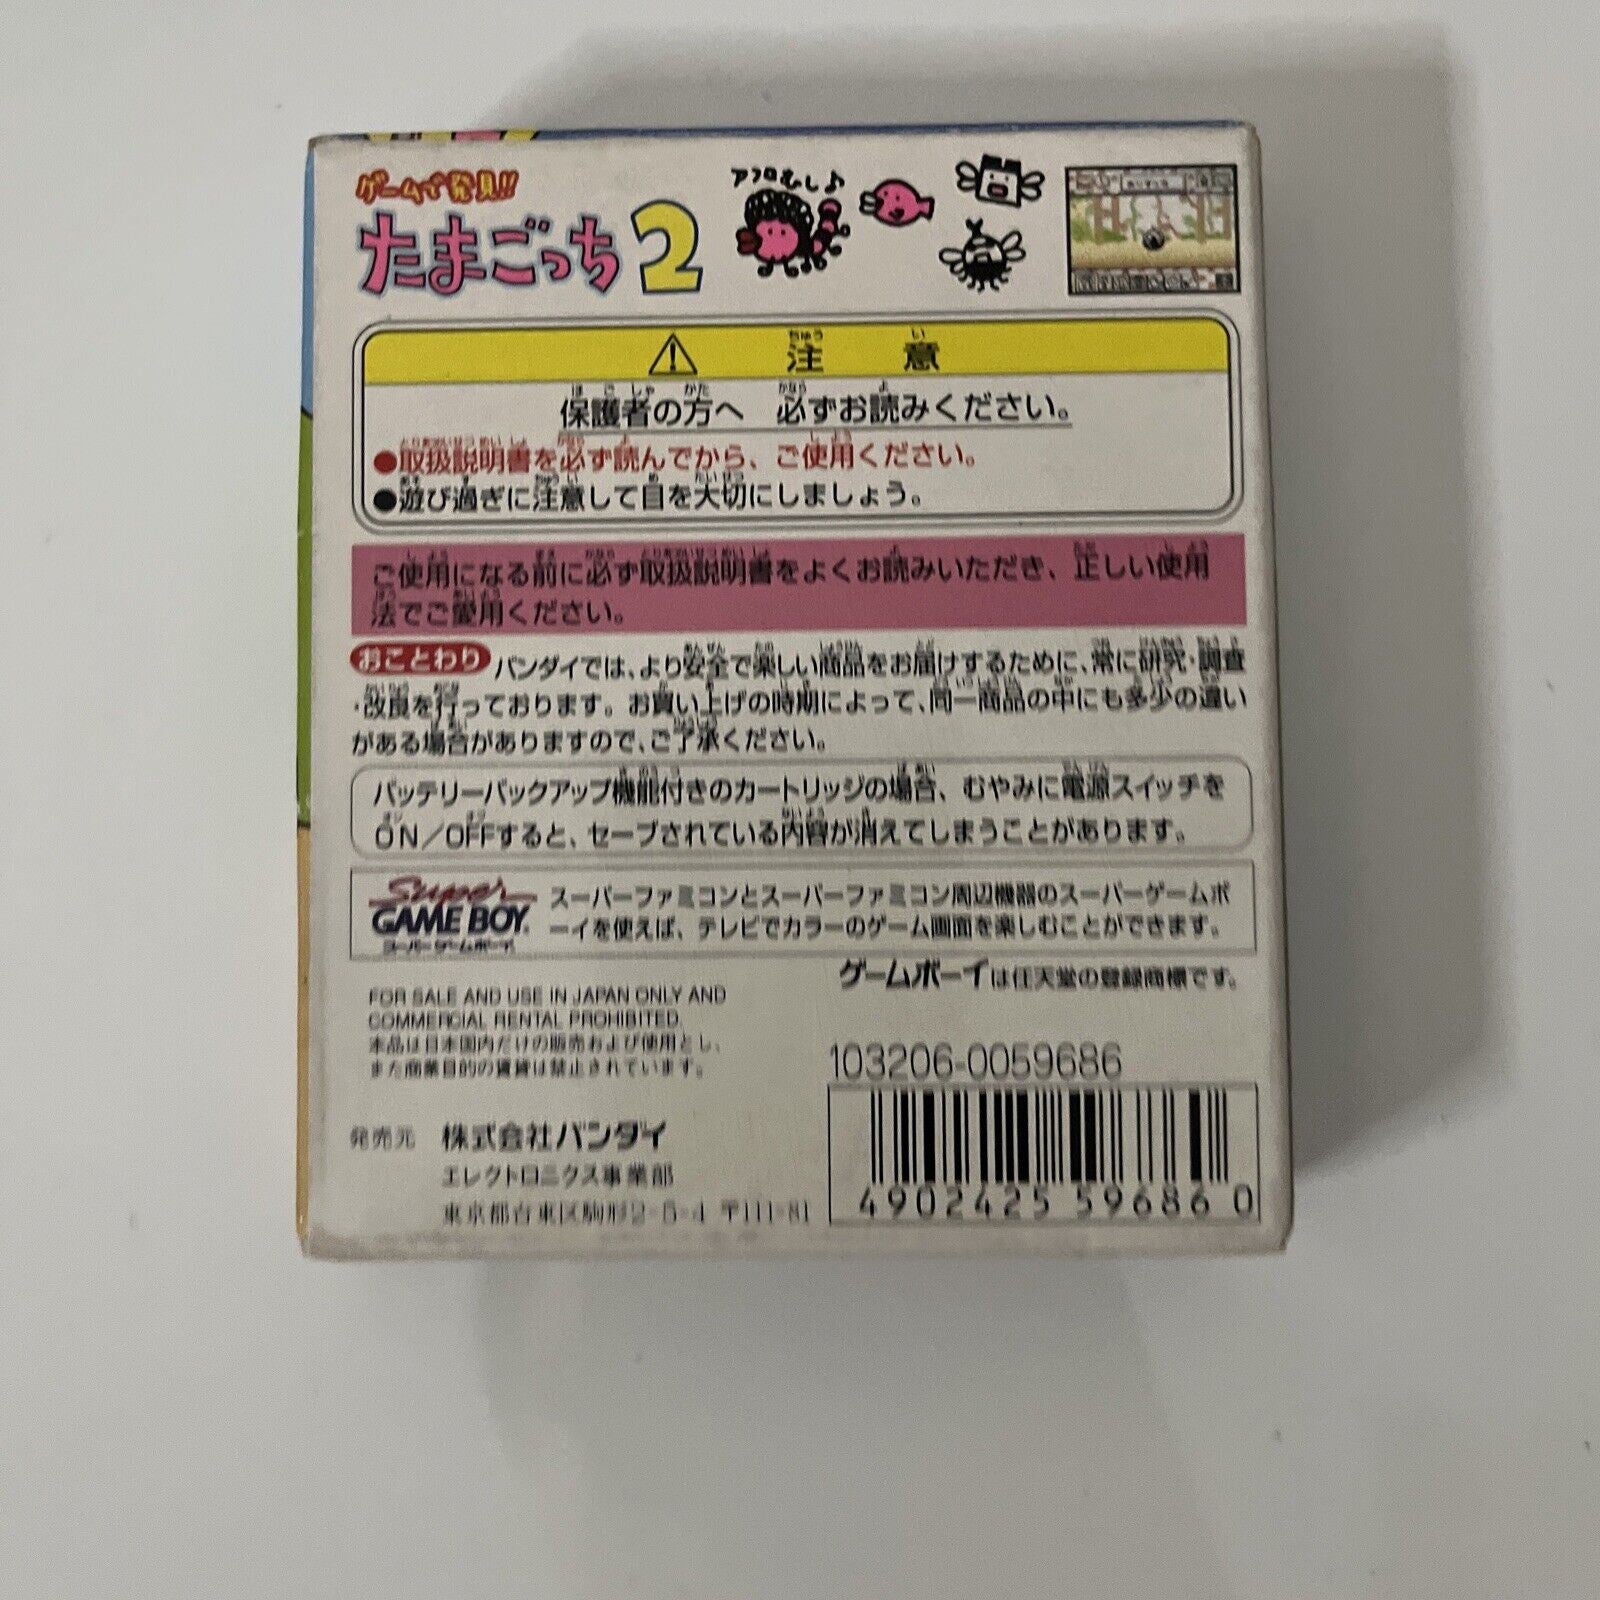 ゲームで発見!!
たまごっち2
アフロむし♪
注意
保護者の方へ 必ずお読みください。
●取扱説明書を必ず読んでから、ご使用ください。
●遊び過ぎに注意して目を大切にしましょう。
ご使用になる前に必ず取扱説明書をよくお読みいただき、正しい使用
法でご愛用ください。
おことわり バンダイでは、より安全で楽しい商品をお届けするために、常に研究・調査
・改良を行っております。お買い上げの時期によって、同一商品の中にも多少の違い
がある場合がありますので、ご了承ください。
バッテリーバックアップ機能付きのカートリッジの場合、むやみに電源スイッチを
ON/OFFすると、セーブされている内容が消えてしまうことがあります。
Super
GAME BOY
スーパーゲームボーイ
スーパーファミコンとスーパーファミコン周辺機器のスーパーゲームボ
ーイを使えば、テレビでカラーのゲーム画面を楽しむことができます。
ゲームボーイは任天堂の登録商標です。
FOR SALE AND USE IN JAPAN ONLY AND
COMMERCIAL RENTAL PROHIBITED.
本品は日本国内だけの販売および使用とし、
また商業目的の賃貸は禁止されています。
103206-0059686
発売元 株式会社バンダイ
エレクトロニクス事業部
東京都台東区駒形2-5-4 〒111-81
4902425596860